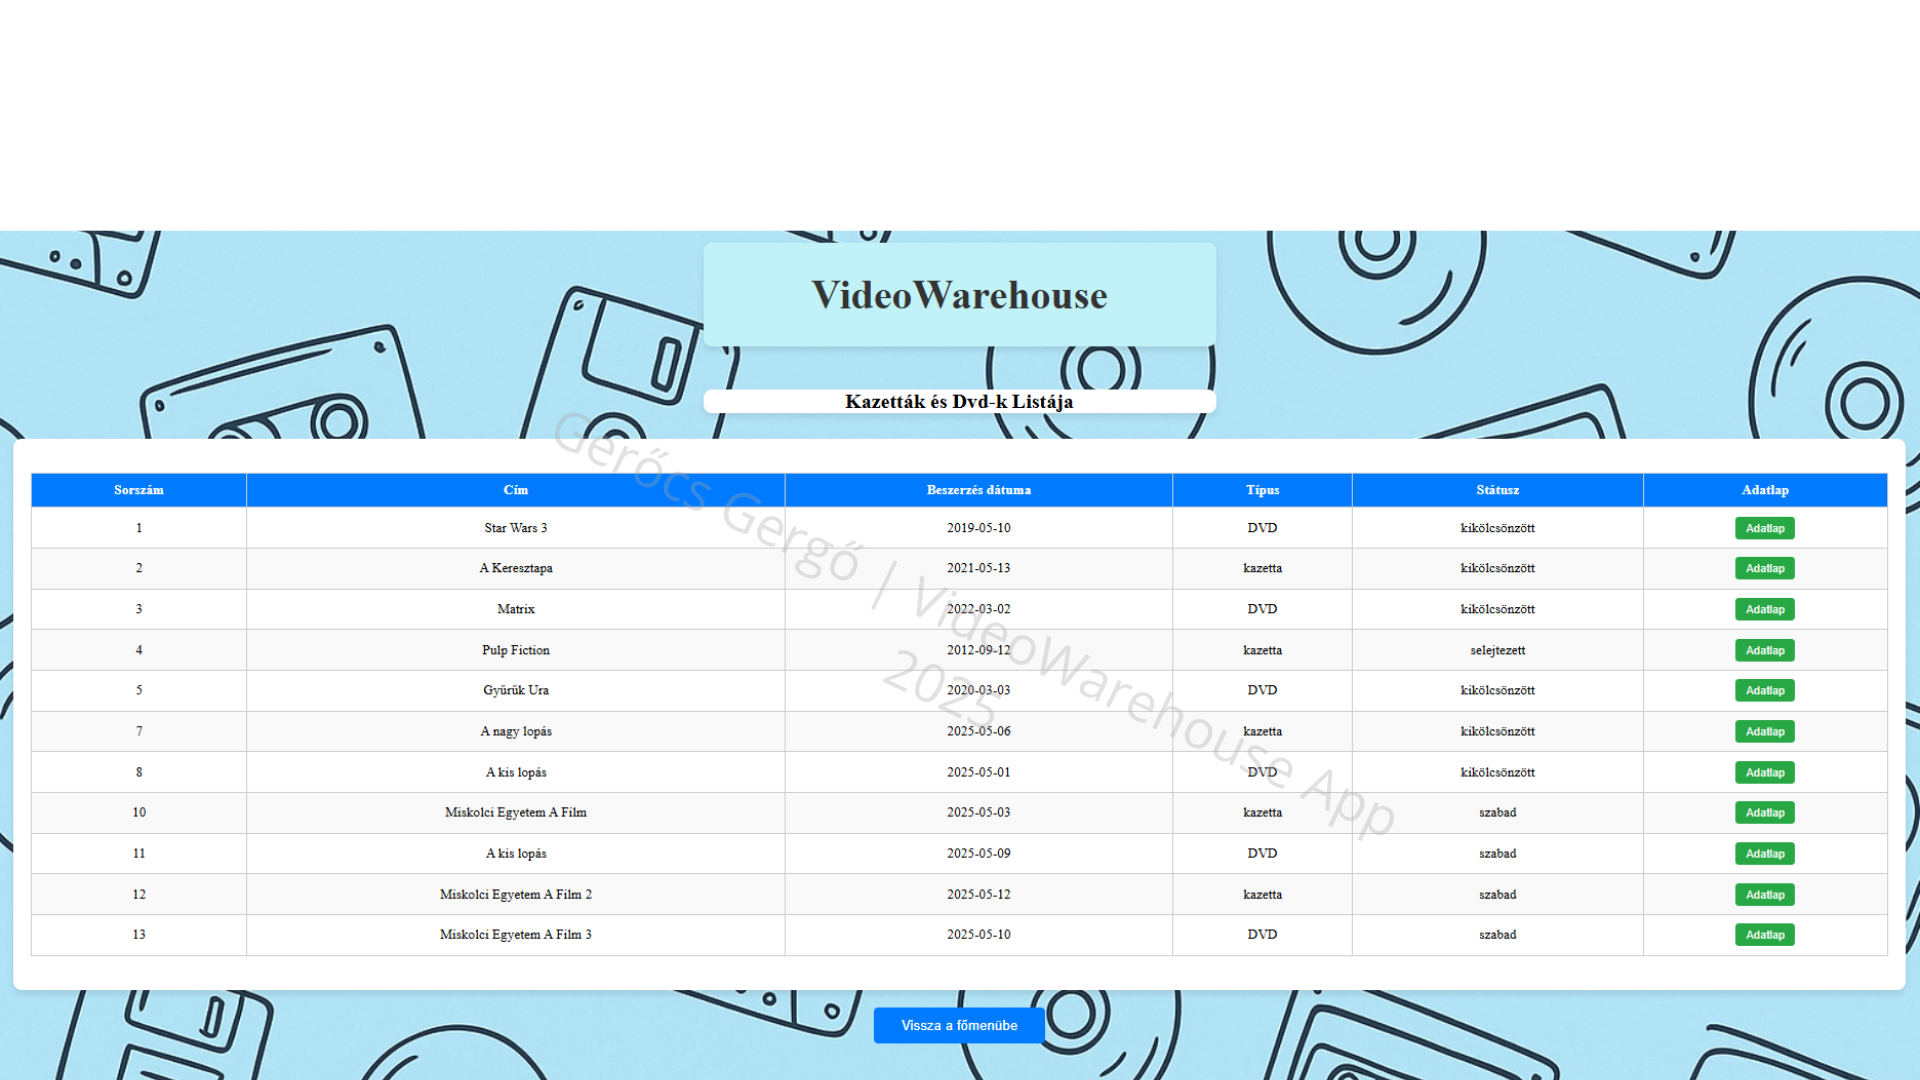 VideoWarehouse
Kazetták és Dvd-k Listája
Sorszám Cím Beszerzés dátuma Típus Státusz Adatlap
1 Star Wars 3 2019-05-10 DVD kikölcsönzött Adatlap
2 A Keresztapa 2021-05-13 kazetta kikölcsönzött Adatlap
3 Matrix 2022-03-02 DVD kikölcsönzött Adatlap
4 Pulp Fiction 2012-09-12 kazetta selejtezett Adatlap
5 Gyürük Ura 2020-03-03 DVD kikölcsönzött Adatlap
7 A nagy lopás 2025-05-06 kazetta kikölcsönzött Adatlap
8 A kis lopás 2025-05-01 DVD kikölcsönzött Adatlap
10 Miskolci Egyetem A Film 2025-05-03 kazetta szabad Adatlap
11 A kis lopás 2025-05-09 DVD szabad Adatlap
12 Miskolci Egyetem A Film 2 2025-05-12 kazetta szabad Adatlap
13 Miskolci Egyetem A Film 3 2025-05-10 DVD szabad Adatlap
Vissza a főmenübe
Gerőcs Gergő | VideoWarehouse App
2025